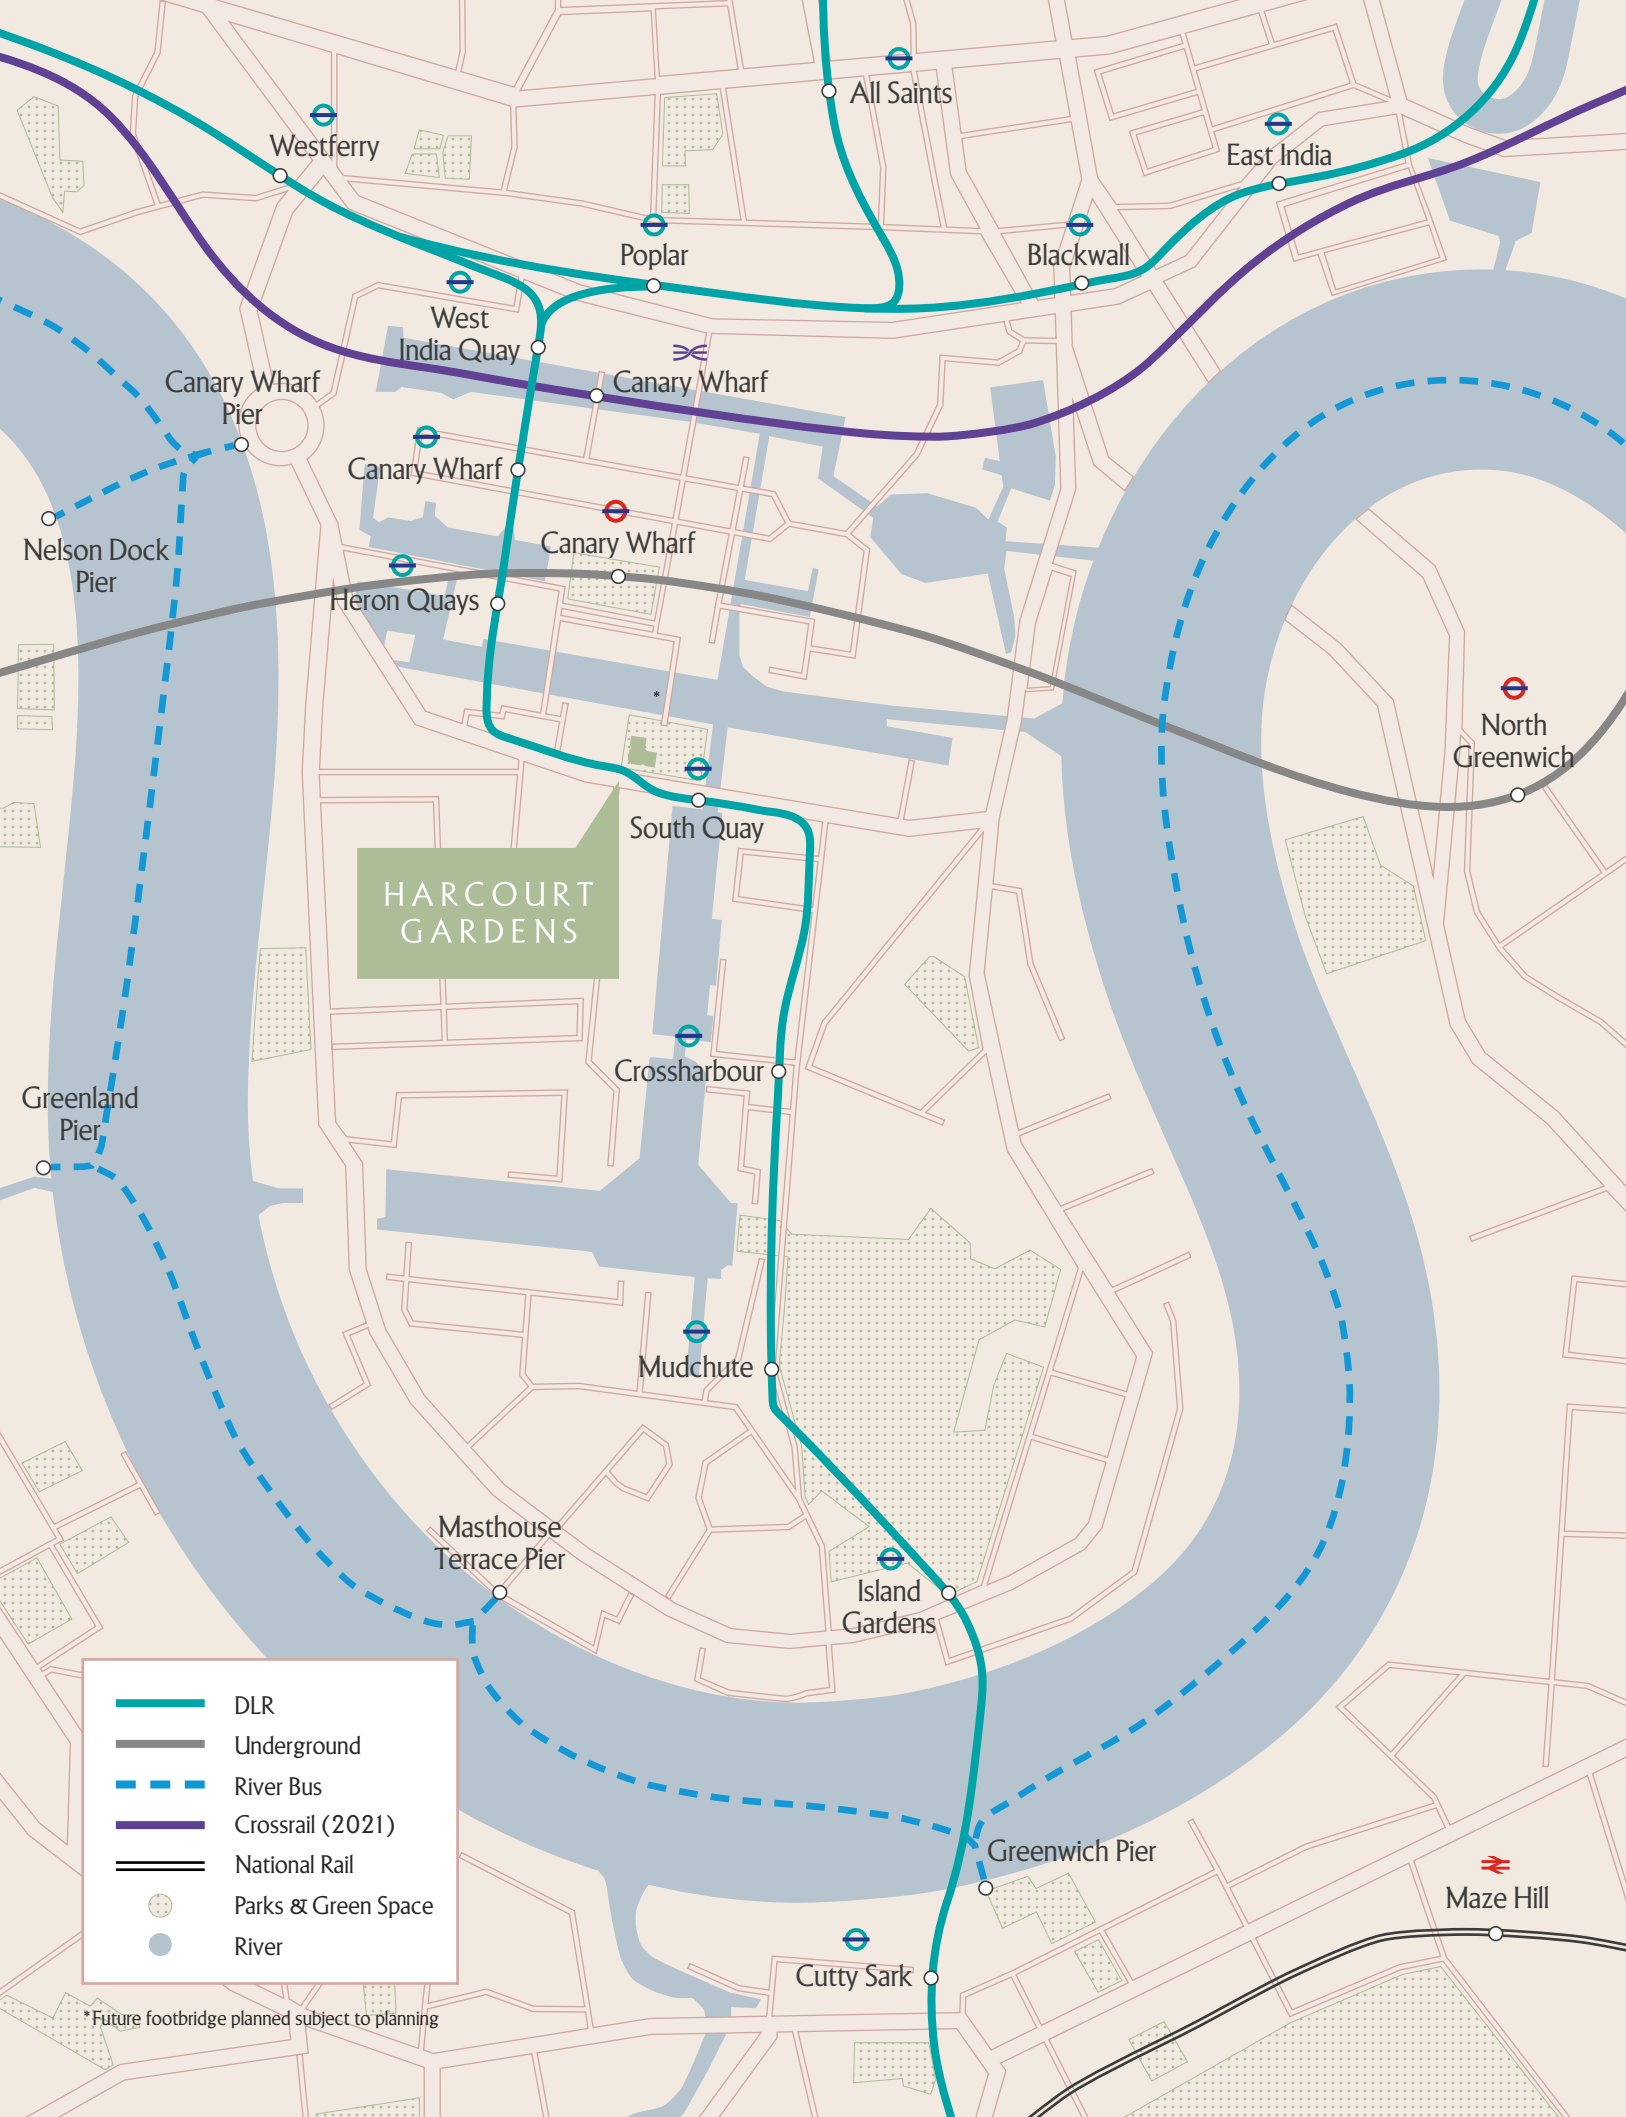 All Saints
Westferry
East India
Poplar
Blackwall
West
India Quay
Canary Wharf
Pier
Canary Wharf
Canary Wharf
Canary Wharf
Nelson Dock
Pier
Heron Quays
*
North
Greenwich
South Quay
HARCOURT
GARDENS
Crossharbour
Greenland
Pier
Mudchute
Masthouse
Terrace Pier
Island
Gardens
DLR
Underground
River Bus
Crossrail (2021)
National Rail
Parks & Green Space
River
Greenwich Pier
Maze Hill
Cutty Sark
*Future footbridge planned subject to planning